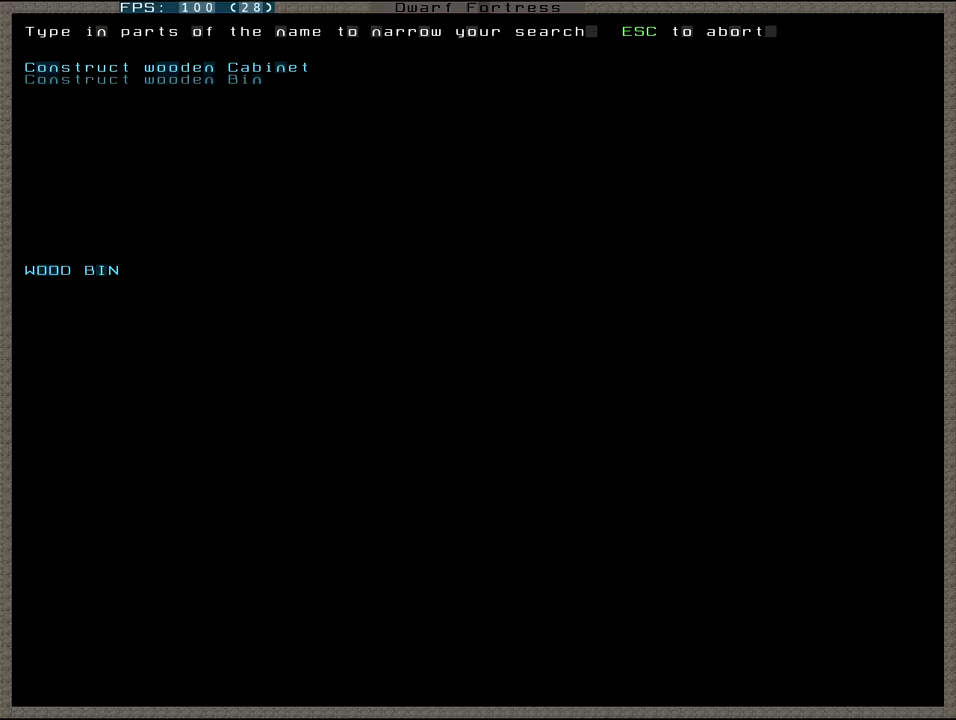 FPS: 100 (28) Dwarf Fortress
Type in parts of the name to narrow your search. ESC to abort.
Construct wooden Cabinet
Construct wooden Bin
WOOD BIN